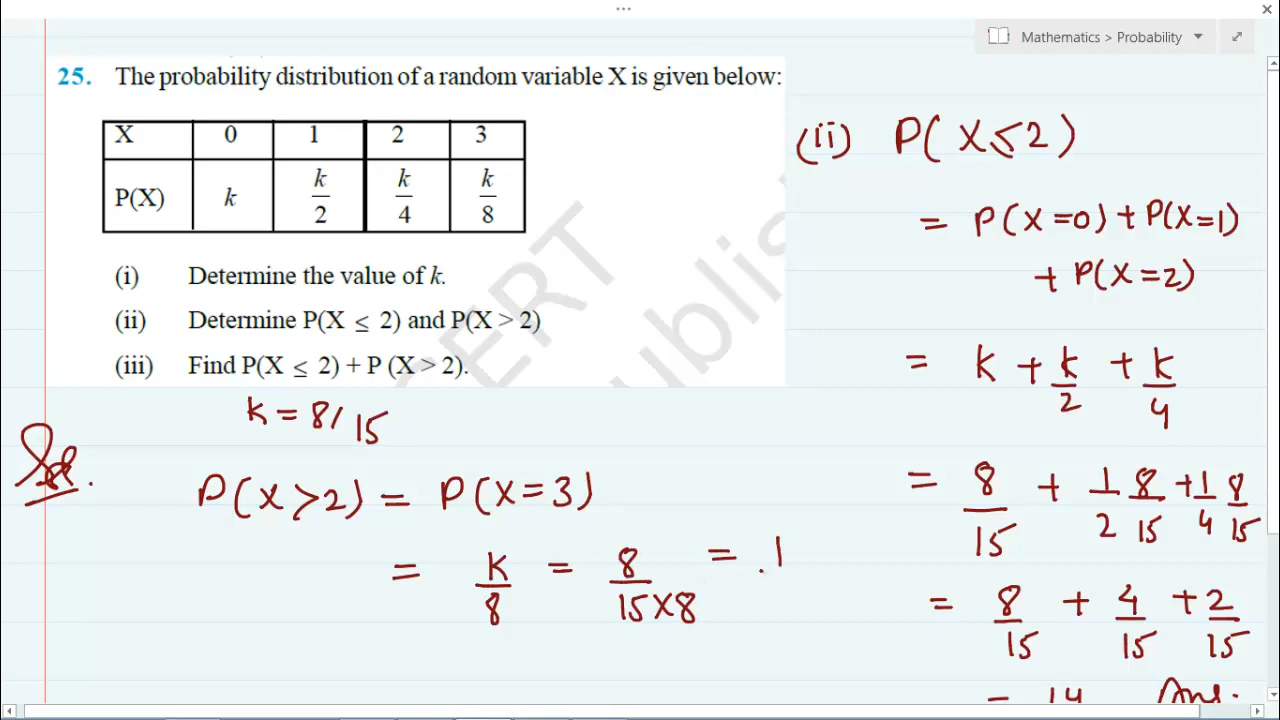 Mathematics > Probability
25. The probability distribution of a random variable X is given below:
X 0 1 2 3
P(X) k k/2 k/4 k/8
(i) Determine the value of k.
(ii) Determine P(X ≤ 2) and P(X > 2)
(iii) Find P(X ≤ 2) + P (X > 2).
k = 8/15
Sol.
P(X>2) = P(X=3)
= k/8 = 8/15×8 = .1
(ii) P(X≤2)
= P(X=0) + P(X=1)
+ P(X=2)
= k + k/2 + k/4
= 8/15 + 1/2 8/15 + 1/4 8/15
= 8/15 + 4/15 + 2/15
= 14 Ans.